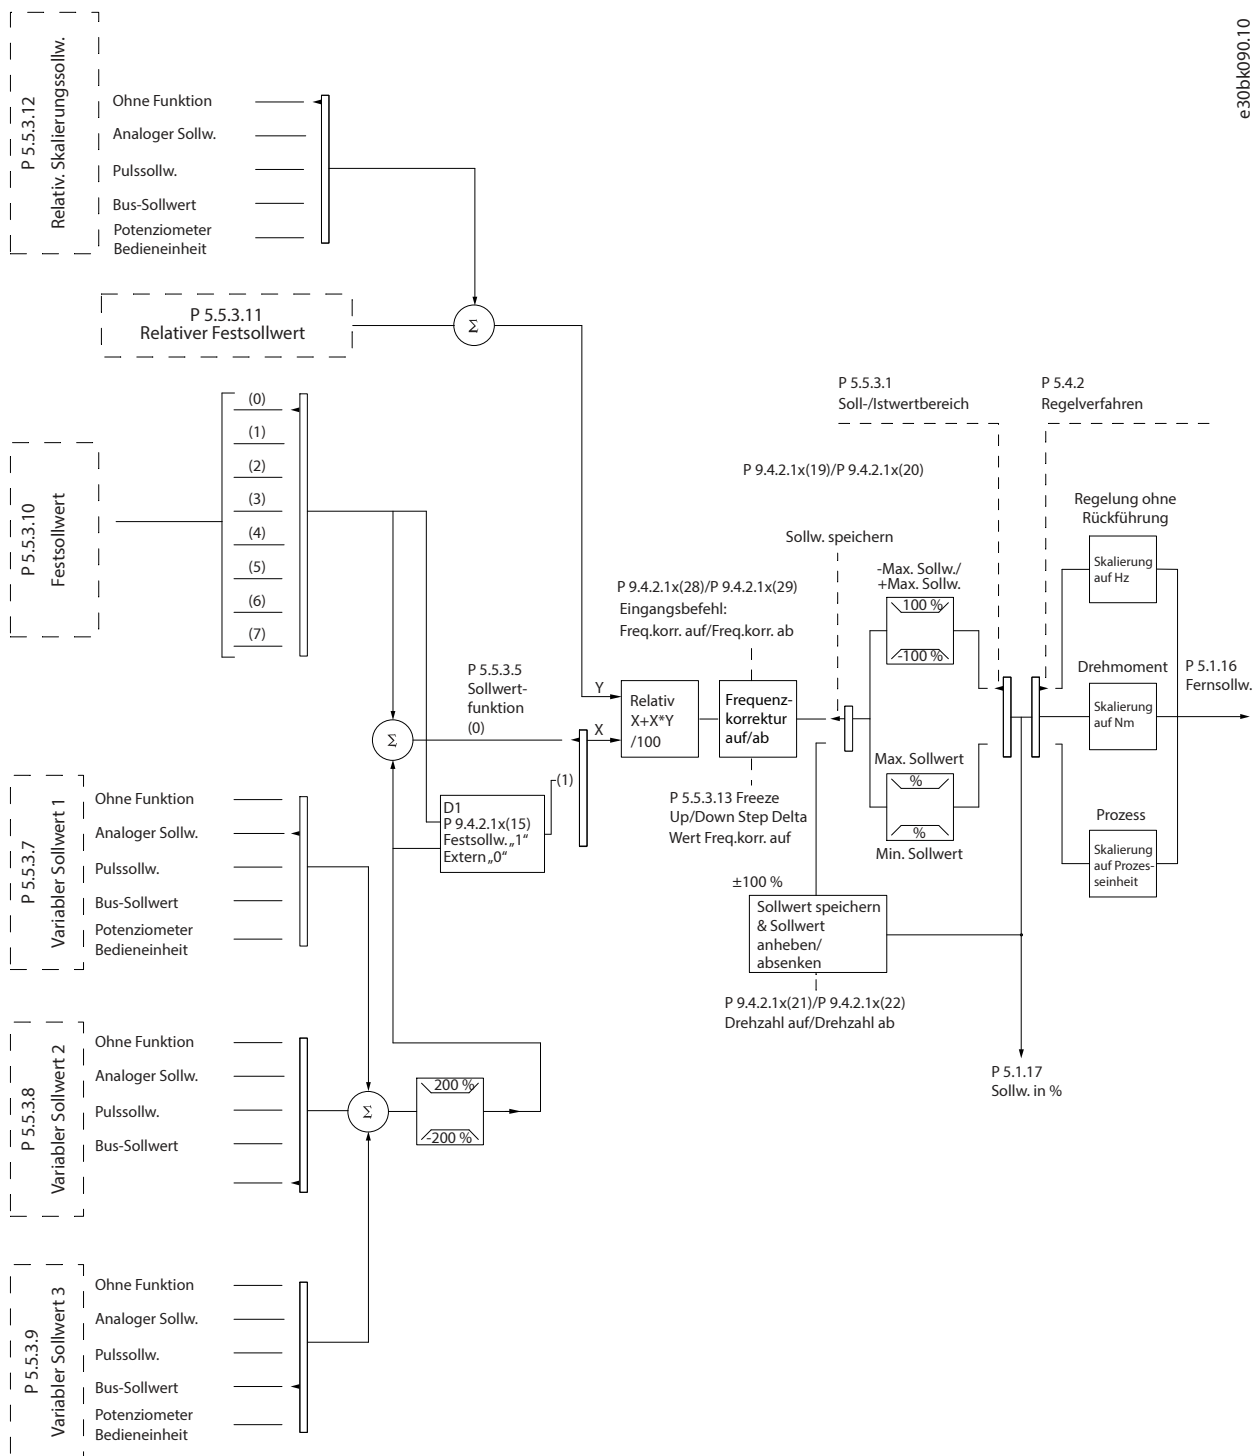 e30bk090.10
P 5.5.3.12
Relativ. Skalierungssollw.
Ohne Funktion
Analoger Sollw.
Pulssollw.
Bus-Sollwert
Potenziometer
Bedieneinheit
P 5.5.3.11
Relativer Festsollwert
Σ
P 5.5.3.10
Festsollwert
(0)
(1)
(2)
(3)
(4)
(5)
(6)
(7)
P 5.5.3.5
Sollwert-
funktion
(0)
Σ
(1)
D1
P 9.4.2.1x(15)
Festsollw. „1“
Extern „0“
Y
X
Relativ
X+X*Y
/100
P 9.4.2.1x(28)/P 9.4.2.1x(29)
Eingangsbefehl:
Freq.korr. auf/Freq.korr. ab
Frequenz-
korrektur
auf/ab
P 5.5.3.13 Freeze
Up/Down Step Delta
Wert Freq.korr. auf
Sollw. speichern
P 9.4.2.1x(19)/P 9.4.2.1x(20)
P 5.5.3.1
Soll-/Istwertbereich
P 5.4.2
Regelverfahren
-Max. Sollw./
+Max. Sollw.
100 %
-100 %
Max. Sollwert
%
%
Min. Sollwert
±100 %
Sollwert speichern
& Sollwert
anheben/
absenken
P 9.4.2.1x(21)/P 9.4.2.1x(22)
Drehzahl auf/Drehzahl ab
Regelung ohne
Rückführung
Skalierung
auf Hz
Drehmoment
Skalierung
auf Nm
Prozess
Skalierung
auf Prozes-
seinheit
P 5.1.16
Fernsollw.
P 5.1.17
Sollw. in %
P 5.5.3.7
Variabler Sollwert 1
Ohne Funktion
Analoger Sollw.
Pulssollw.
Bus-Sollwert
Potenziometer
Bedieneinheit
P 5.5.3.8
Variabler Sollwert 2
Ohne Funktion
Analoger Sollw.
Pulssollw.
Bus-Sollwert
Σ
200 %
-200 %
P 5.5.3.9
Variabler Sollwert 3
Ohne Funktion
Analoger Sollw.
Pulssollw.
Bus-Sollwert
Potenziometer
Bedieneinheit